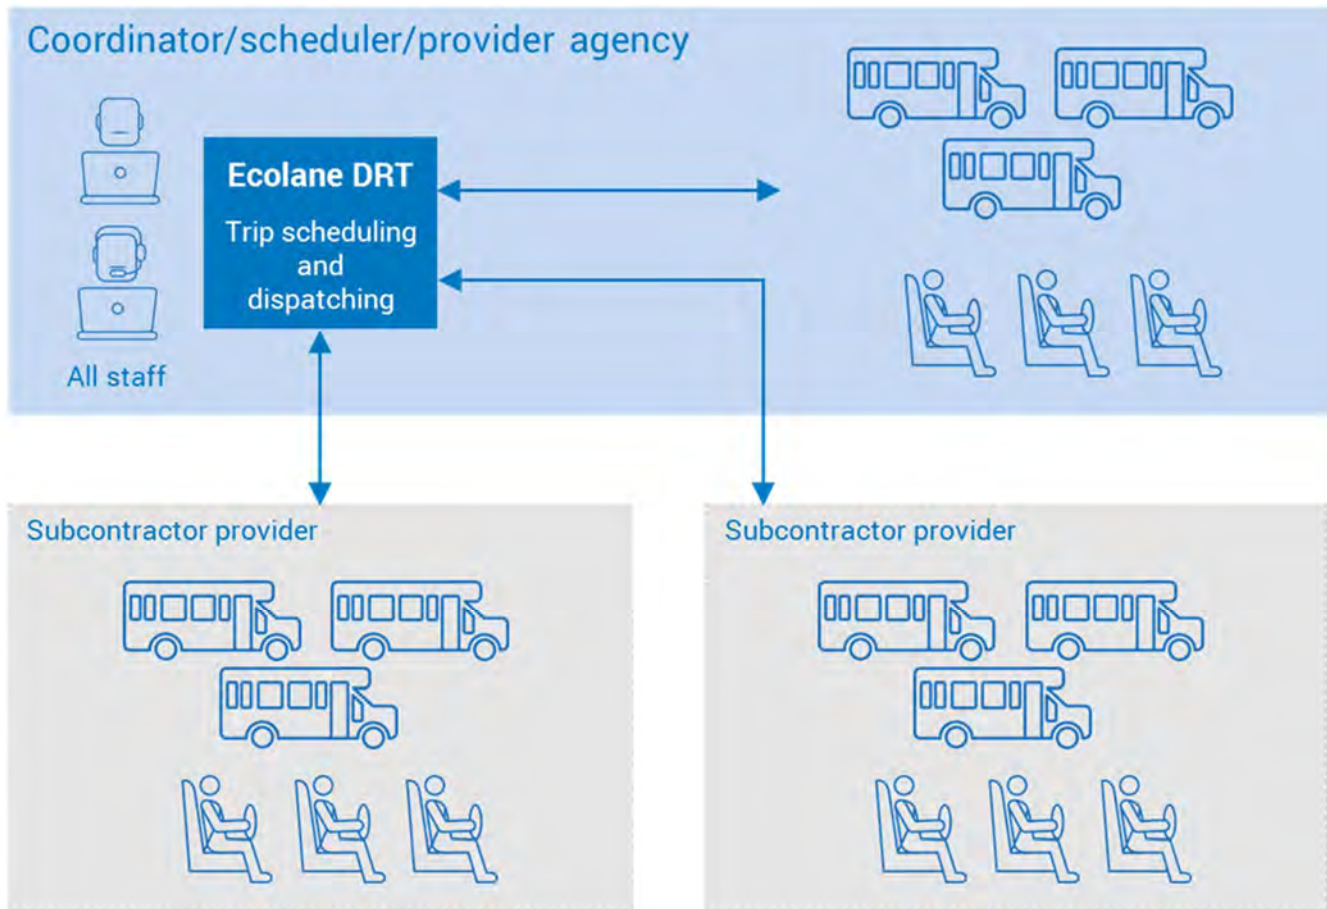 Coordinator/scheduler/provider agency
Ecolane DRT
Trip scheduling
and
dispatching
All staff
Subcontractor provider
Subcontractor provider